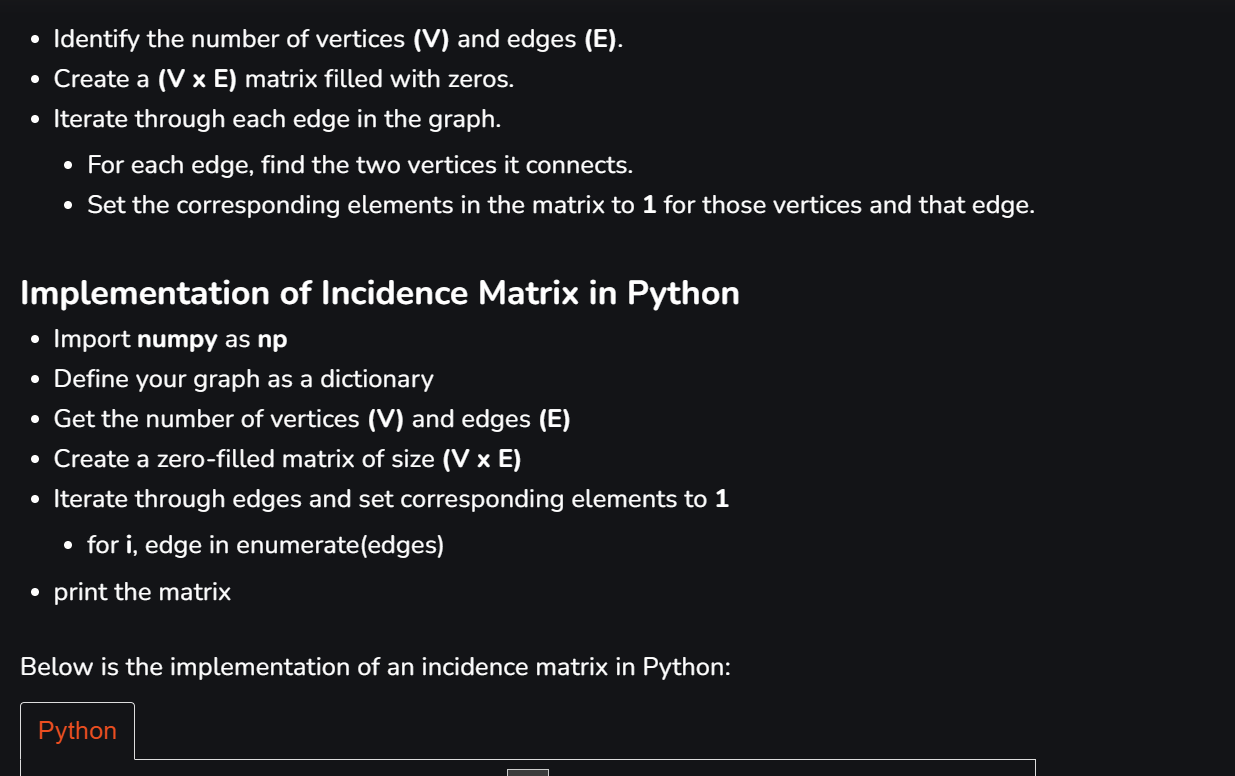 • Identify the number of vertices (V) and edges (E).
• Create a (V x E) matrix filled with zeros.
• Iterate through each edge in the graph.
• For each edge, find the two vertices it connects.
• Set the corresponding elements in the matrix to 1 for those vertices and that edge.
Implementation of Incidence Matrix in Python
• Import numpy as np
• Define your graph as a dictionary
• Get the number of vertices (V) and edges (E)
• Create a zero-filled matrix of size (V x E)
• Iterate through edges and set corresponding elements to 1
• for i, edge in enumerate(edges)
• print the matrix
Below is the implementation of an incidence matrix in Python:
Python